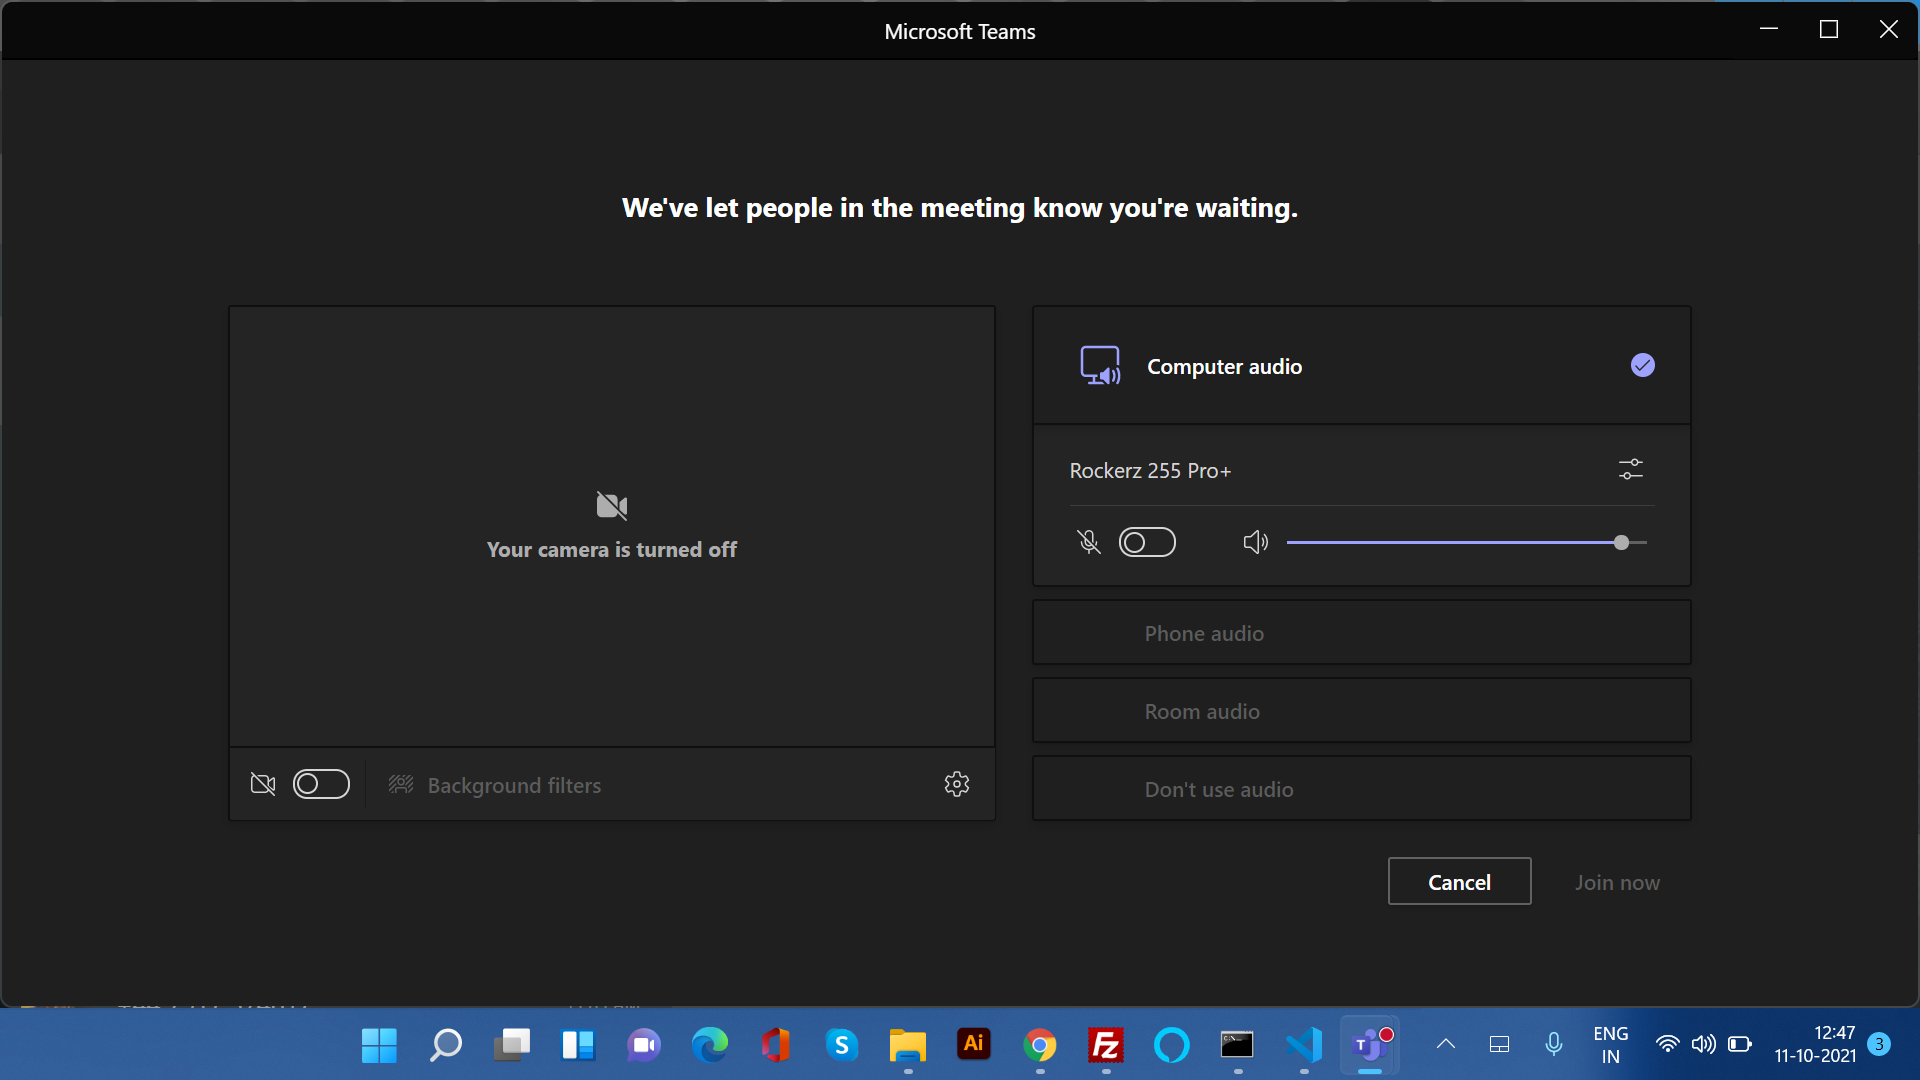 Microsoft Teams
We've let people in the meeting know you're waiting.
Your camera is turned off
Background filters
Computer audio
Rockerz 255 Pro+
Phone audio
Room audio
Don't use audio
Cancel
Join now
S
Ai
Fz
C:\.
T
ENG
IN
12:47
11-10-2021
3